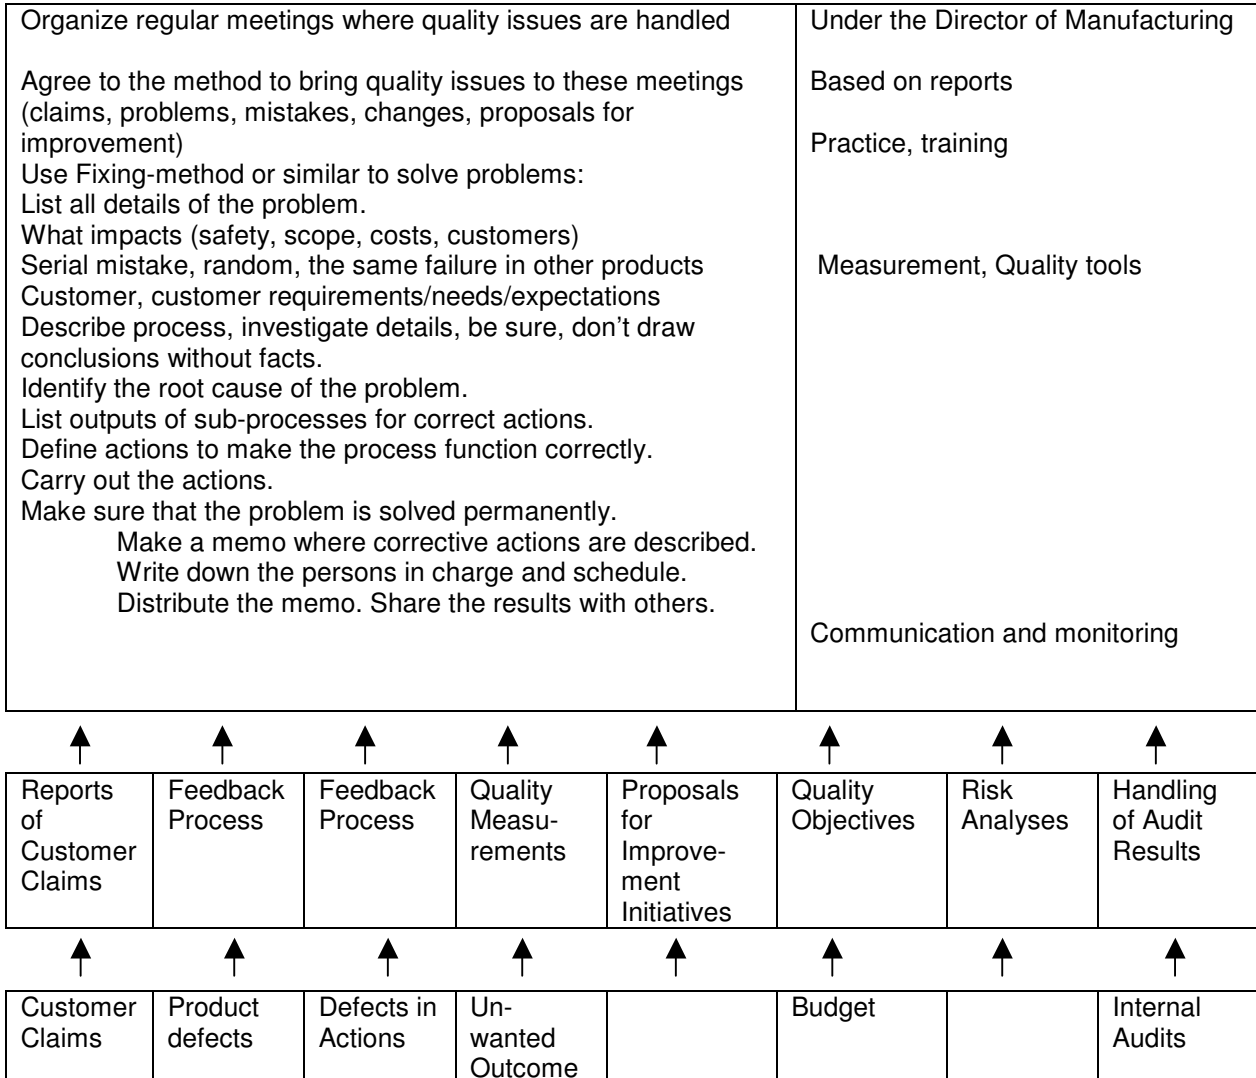 Organize regular meetings where quality issues are handled
Agree to the method to bring quality issues to these meetings
(claims, problems, mistakes, changes, proposals for
improvement)
Use Fixing-method or similar to solve problems:
List all details of the problem.
What impacts (safety, scope, costs, customers)
Serial mistake, random, the same failure in other products
Customer, customer requirements/needs/expectations
Describe process, investigate details, be sure, don't draw
conclusions without facts.
Identify the root cause of the problem.
List outputs of sub-processes for correct actions.
Define actions to make the process function correctly.
Carry out the actions.
Make sure that the problem is solved permanently.
Make a memo where corrective actions are described.
Write down the persons in charge and schedule.
Distribute the memo. Share the results with others.
Under the Director of Manufacturing
Based on reports
Practice, training
Measurement, Quality tools
Communication and monitoring
Reports
of
Customer
Claims
Feedback
Process
Feedback
Process
Quality
Measu-
rements
Proposals
for
Improve-
ment
Initiatives
Quality
Objectives
Risk
Analyses
Handling
of Audit
Results
Customer
Claims
Product
defects
Defects in
Actions
Un-
wanted
Outcome
Budget
Internal
Audits